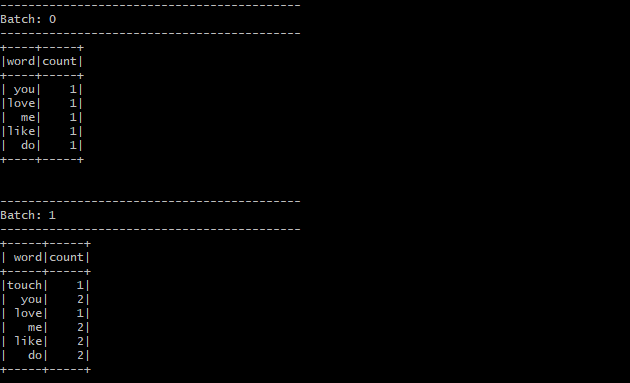 -------------------------------------------
Batch: 0
-------------------------------------------
+----+-----+
|word|count|
+----+-----+
| you|    1|
|love|    1|
|  me|    1|
|like|    1|
|  do|    1|
+----+-----+
-------------------------------------------
Batch: 1
-------------------------------------------
+-----+-----+
| word|count|
+-----+-----+
|touch|    1|
|  you|    2|
| love|    1|
|   me|    2|
| like|    2|
|   do|    2|
+-----+-----+